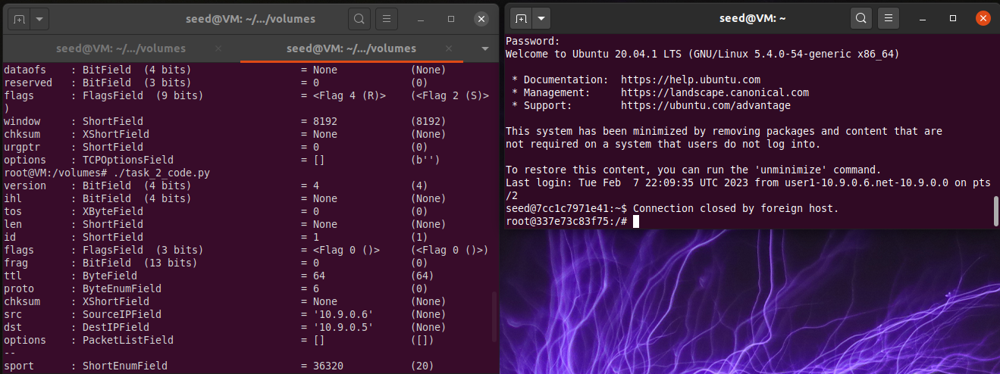 seed@VM: ~/.../volumes
seed@VM: ~/.../volumes
seed@VM: ~/.../volumes
dataofs    : BitField  (4 bits)                  = None            (None)
reserved   : BitField  (3 bits)                  = 0               (0)
flags      : FlagsField  (9 bits)                = <Flag 4 (R)>    (<Flag 2 (S)>
)
window     : ShortField                          = 8192            (8192)
chksum     : XShortField                         = None            (None)
urgptr     : ShortField                          = 0               (0)
options    : TCPOptionsField                     = []              (b'')
root@VM:/volumes# ./task_2_code.py
version    : BitField  (4 bits)                  = 4               (4)
ihl        : BitField  (4 bits)                  = None            (None)
tos        : XByteField                          = 0               (0)
len        : ShortField                          = None            (None)
id         : ShortField                          = 1               (1)
flags      : FlagsField  (3 bits)                = <Flag 0 ()>     (<Flag 0 ()>)
frag       : BitField  (13 bits)                 = 0               (0)
ttl        : ByteField                           = 64              (64)
proto      : ByteEnumField                       = 6               (0)
chksum     : XShortField                         = None            (None)
src        : SourceIPField                       = '10.9.0.6'      (None)
dst        : DestIPField                         = '10.9.0.5'      (None)
options    : PacketListField                     = []              ([])
--
sport      : ShortEnumField                      = 36320           (20)
seed@VM: ~
Password:
Welcome to Ubuntu 20.04.1 LTS (GNU/Linux 5.4.0-54-generic x86_64)
 * Documentation:  https://help.ubuntu.com
 * Management:     https://landscape.canonical.com
 * Support:        https://ubuntu.com/advantage
This system has been minimized by removing packages and content that are
not required on a system that users do not log into.
To restore this content, you can run the 'unminimize' command.
Last login: Tue Feb  7 22:09:35 UTC 2023 from user1-10.9.0.6.net-10.9.0.0 on pts
/2
seed@7cc1c7971e41:~$ Connection closed by foreign host.
root@337e73c83f75:/#